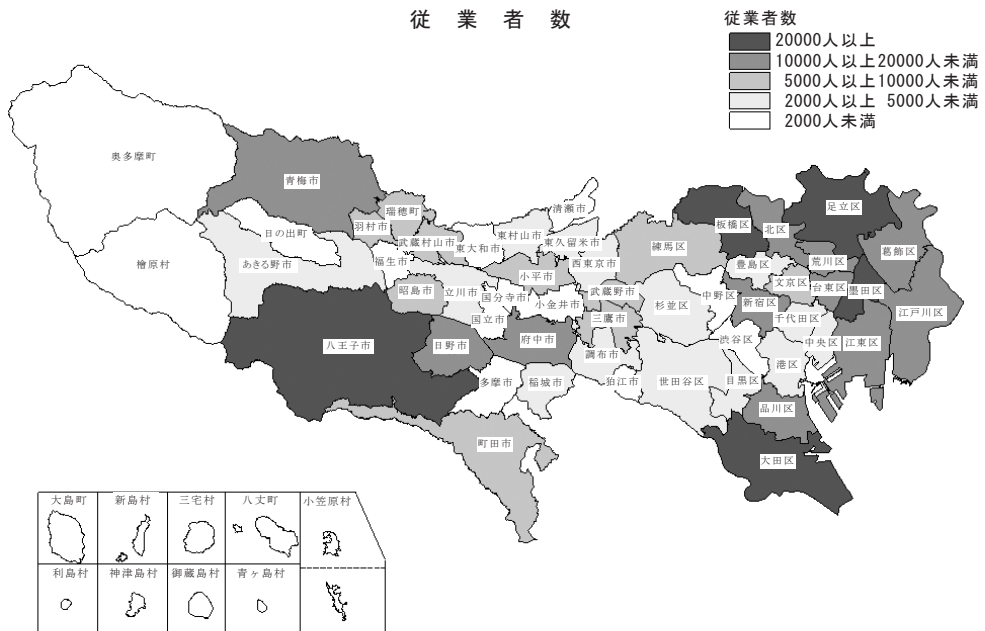 従業者数
従業者数
20000人以上
10000人以上20000人未満
5000人以上10000人未満
2000人以上 5000人未満
2000人未満
奥多摩町
青梅市
瑞穂町
羽村市
清瀬市
東村山市
武蔵村山市
東大和市
東久留米市
日の出町
檜原村
あきる野市
福生市
西東京市
小平市
昭島市
立川市
国分寺市
小金井市
武蔵野市
国立市
三鷹市
八王子市
日野市
府中市
調布市
多摩市
稲城市
狛江市
町田市
練馬区
板橋区
北区
足立区
葛飾区
荒川区
豊島区
文京区
台東区
墨田区
江戸川区
杉並区
中野区
新宿区
千代田区
渋谷区
中央区
江東区
港区
世田谷区
目黒区
品川区
大田区
大島町
新島村
三宅村
八丈町
小笠原村
利島村
神津島村
御蔵島村
青ヶ島村